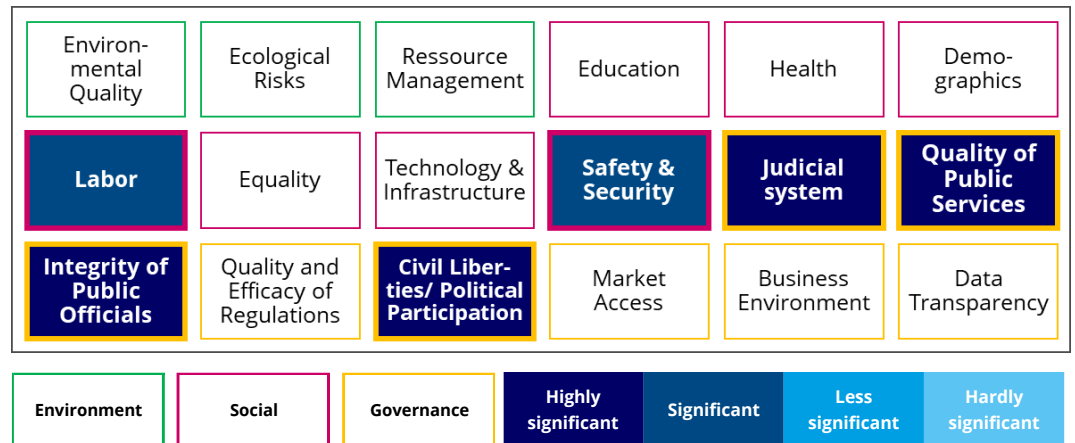 Environ-
mental
Quality
Ecological
Risks
Ressource
Management
Education
Health
Demo-
graphics
Labor
Equality
Technology &
Infrastructure
Safety &
Security
Judicial
system
Quality of
Public
Services
Integrity of
Public
Officials
Quality and
Efficacy of
Regulations
Civil Liber-
ties/ Political
Participation
Market
Access
Business
Environment
Data
Transparency
Environment
Social
Governance
Highly
significant
Significant
Less
significant
Hardly
significant